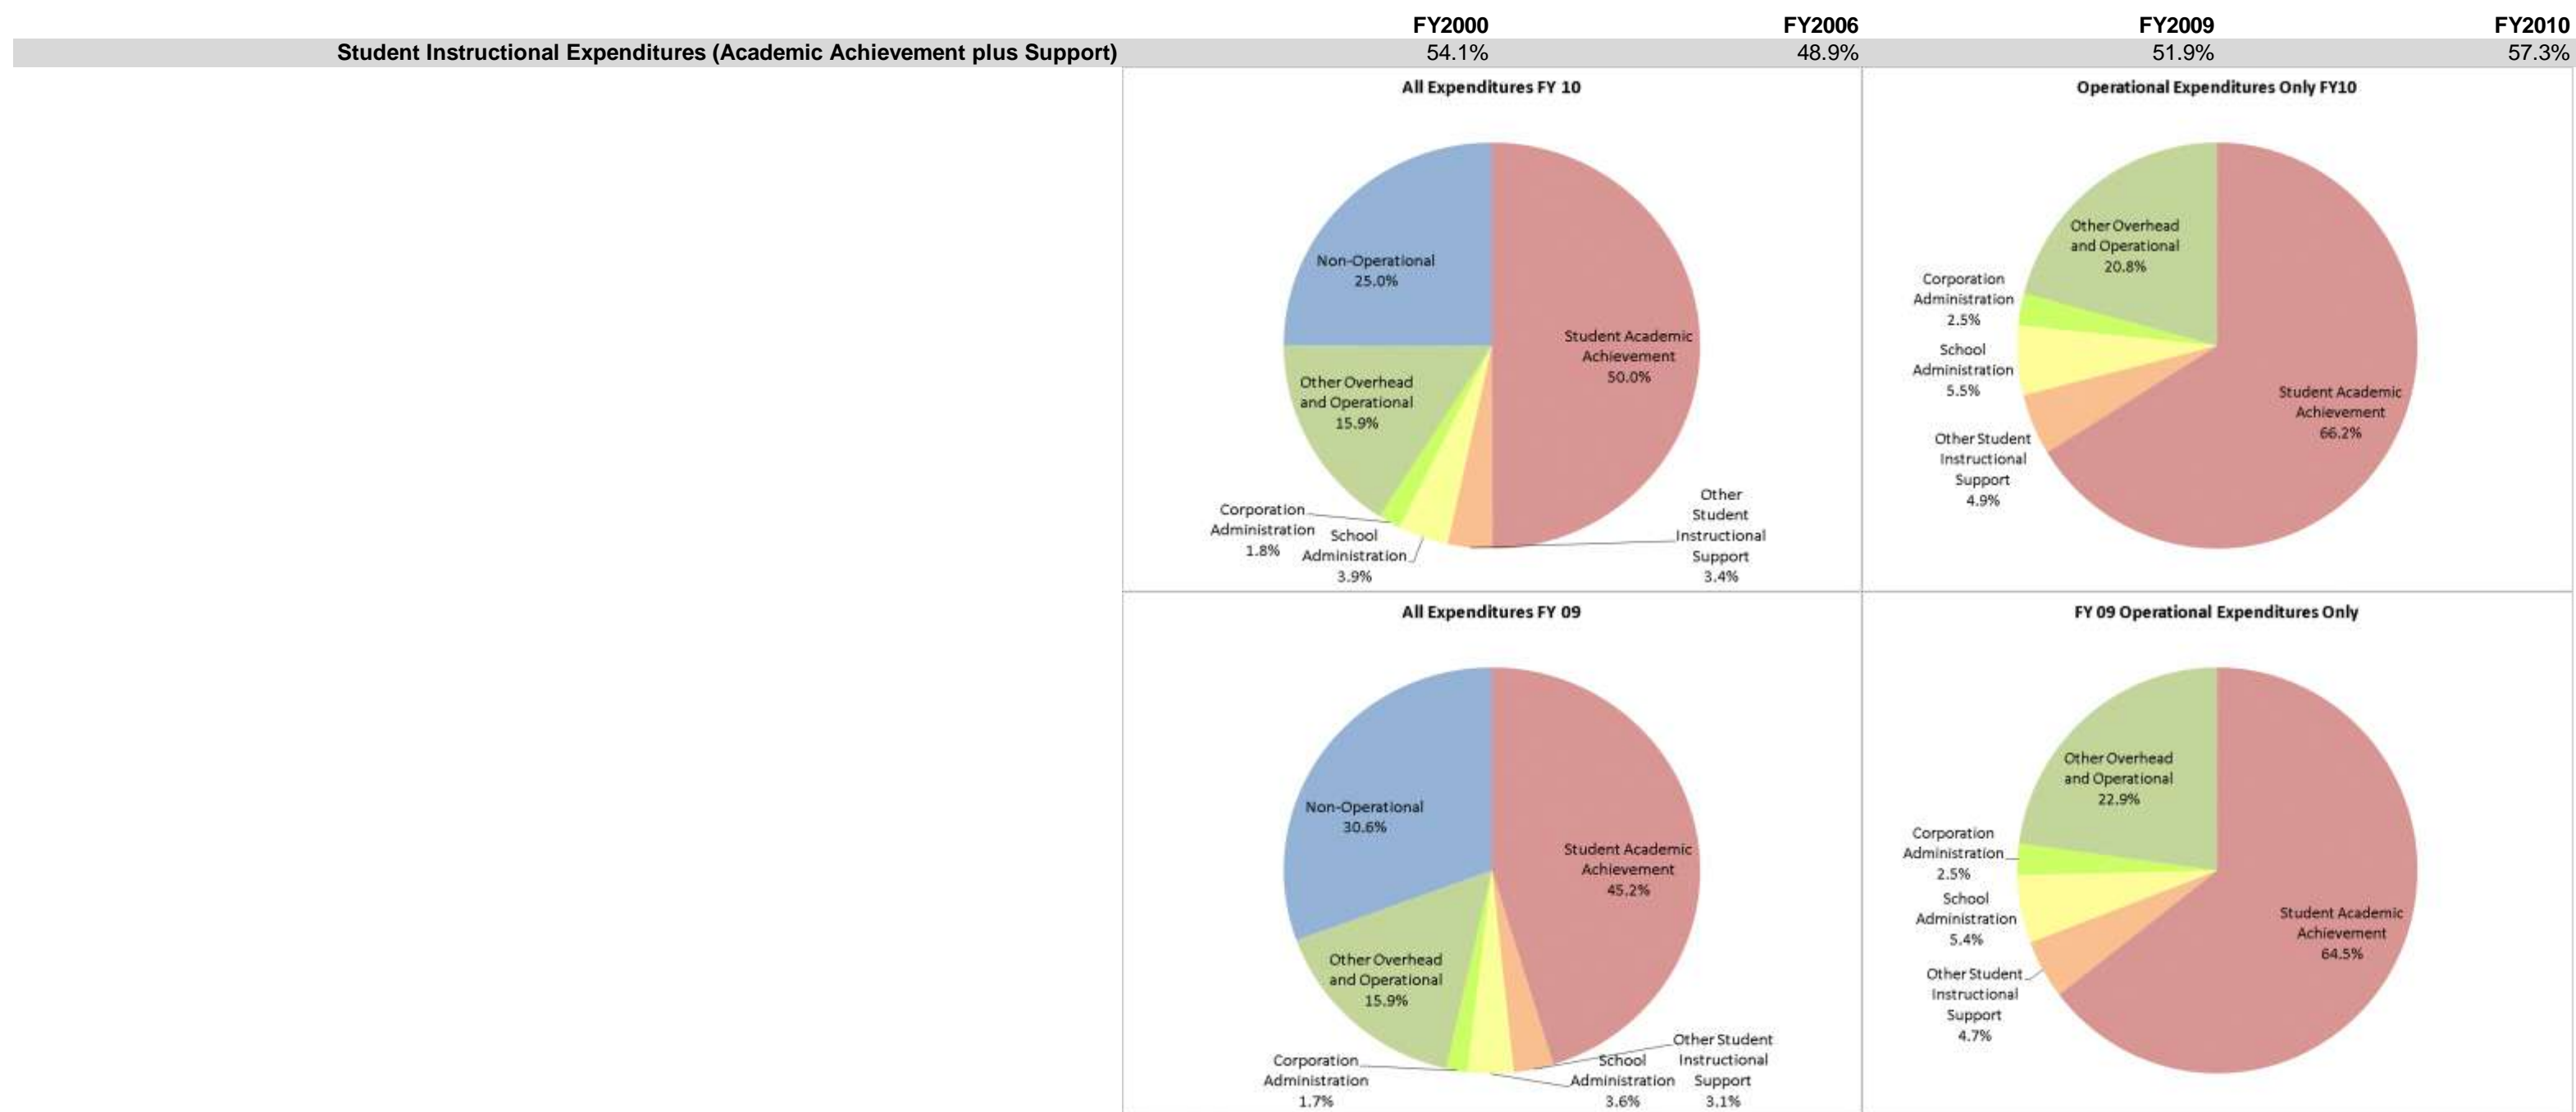 FY2000 FY2006 FY2009 FY2010
Student Instructional Expenditures (Academic Achievement plus Support) 54.1% 48.9% 51.9% 57.3%
All Expenditures FY 10
Non-Operational
25.0%
Student Academic
Achievement
50.0%
Other Overhead
and Operational
15.9%
Corporation
Administration
1.8%
School
Administration
3.9%
Other
Student
Instructional
Support
3.4%
Operational Expenditures Only FY10
Other Overhead
and Operational
20.8%
Corporation
Administration
2.5%
School
Administration
5.5%
Other Student
Instructional
Support
4.9%
Student Academic
Achievement
66.2%
All Expenditures FY 09
Non-Operational
30.6%
Student Academic
Achievement
45.2%
Other Overhead
and Operational
15.9%
Corporation
Administration
1.7%
School
Administration
3.6%
Other Student
Instructional
Support
3.1%
FY 09 Operational Expenditures Only
Other Overhead
and Operational
22.9%
Corporation
Administration
2.5%
School
Administration
5.4%
Other Student
Instructional
Support
4.7%
Student Academic
Achievement
64.5%